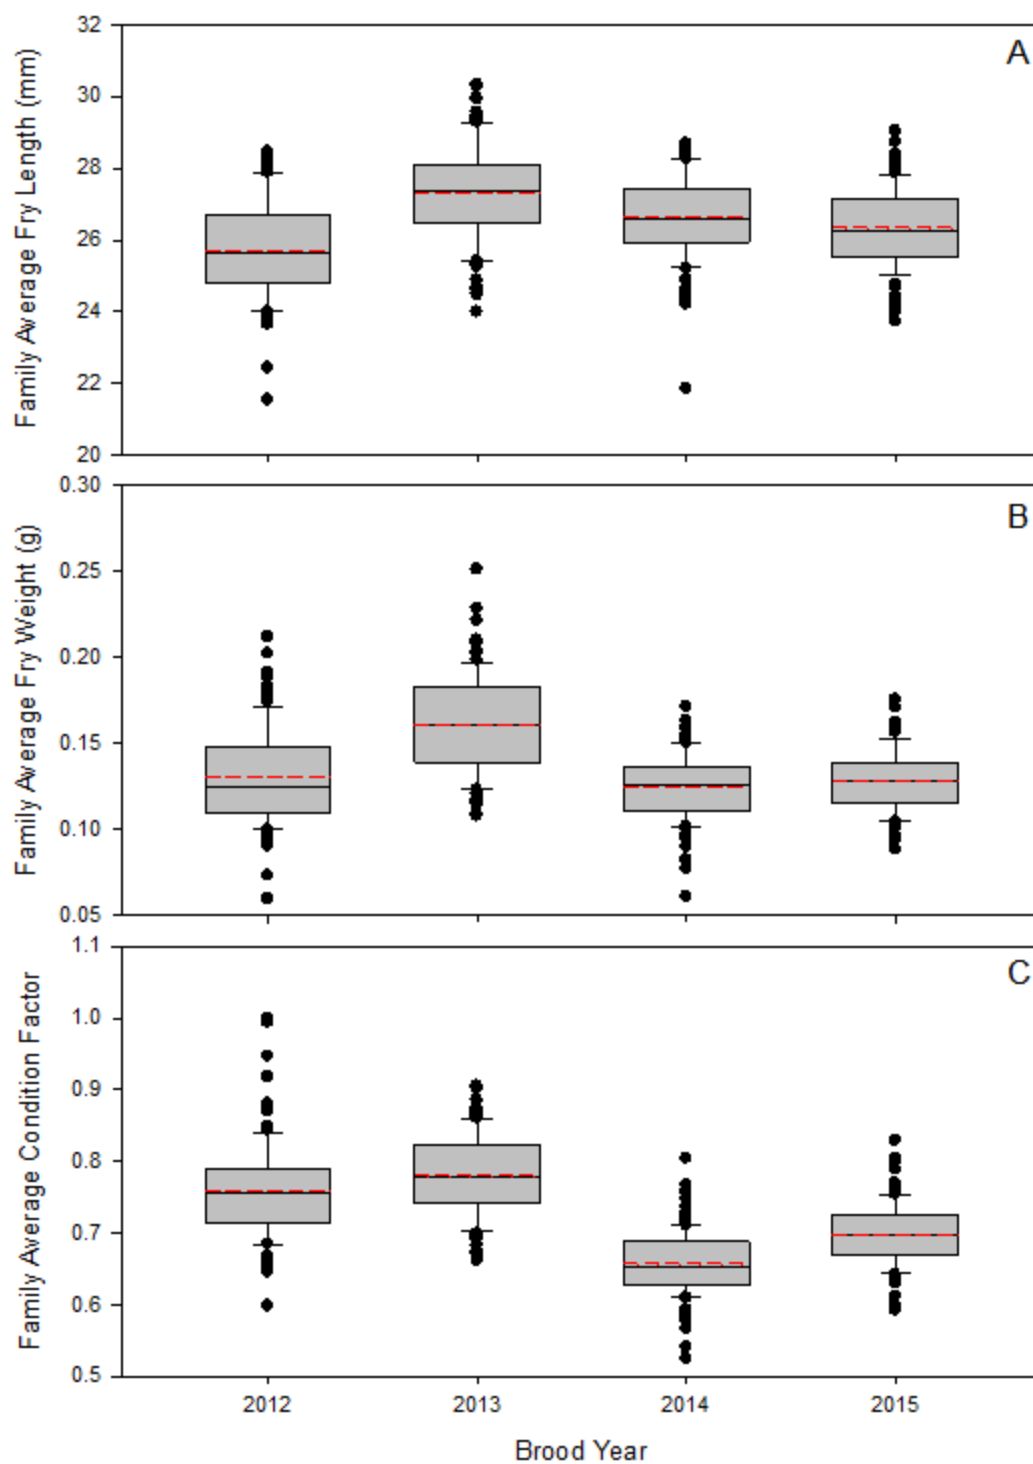 A
Family Average Fry Length (mm)
32
30
28
26
24
22
20
B
Family Average Fry Weight (g)
0.30
0.25
0.20
0.15
0.10
0.05
C
Family Average Condition Factor
1.1
1.0
0.9
0.8
0.7
0.6
0.5
2012 2013 2014 2015
Brood Year